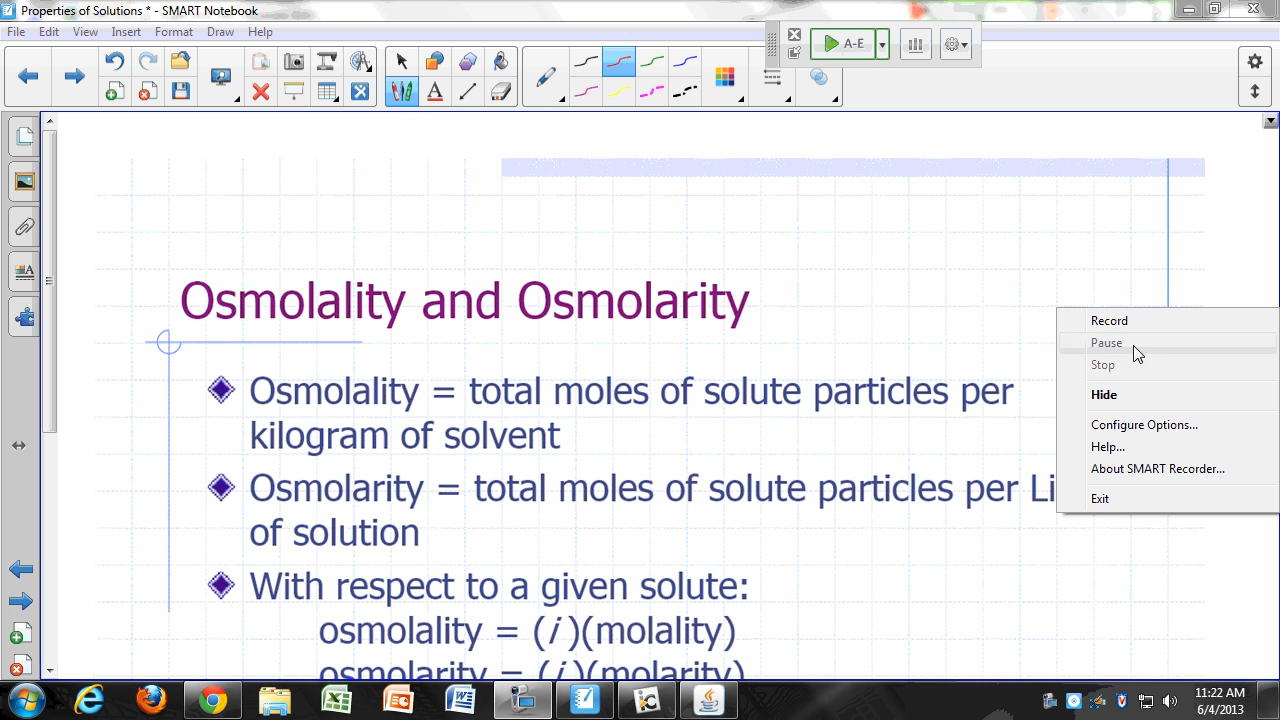 Properties of Solutions * - SMART Notebook
File Edit View Insert Format Draw Help
A-E
Osmolality and Osmolarity
Osmolality = total moles of solute particles per
kilogram of solvent
Osmolarity = total moles of solute particles per Li
of solution
With respect to a given solute:
osmolality = (i )(molality)
osmolarity = (i )(molarity)
Record
Pause
Stop
Hide
Configure Options...
Help...
About SMART Recorder...
Exit
11:22 AM
6/4/2013